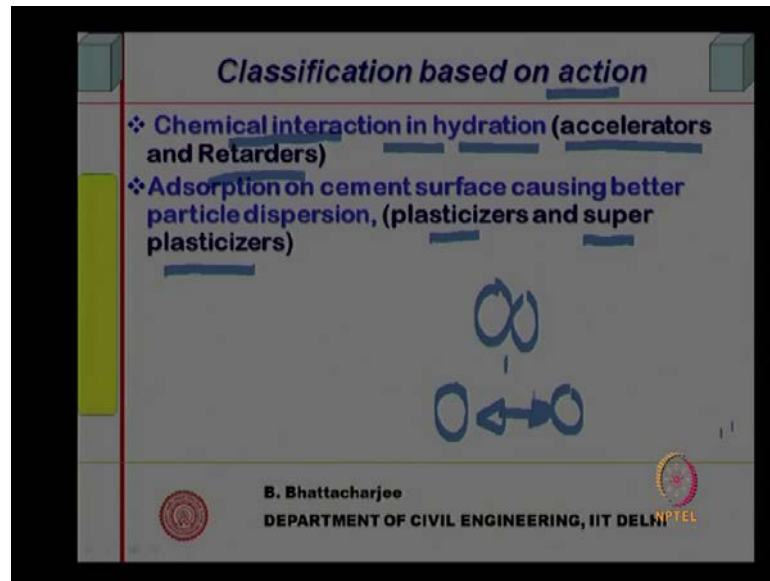 Classification based on action
❖ Chemical interaction in hydration (accelerators
and Retarders)
❖Adsorption on cement surface causing better
particle dispersion, (plasticizers and super
plasticizers)
B. Bhattacharjee
DEPARTMENT OF CIVIL ENGINEERING, IIT DELHI
NPTEL